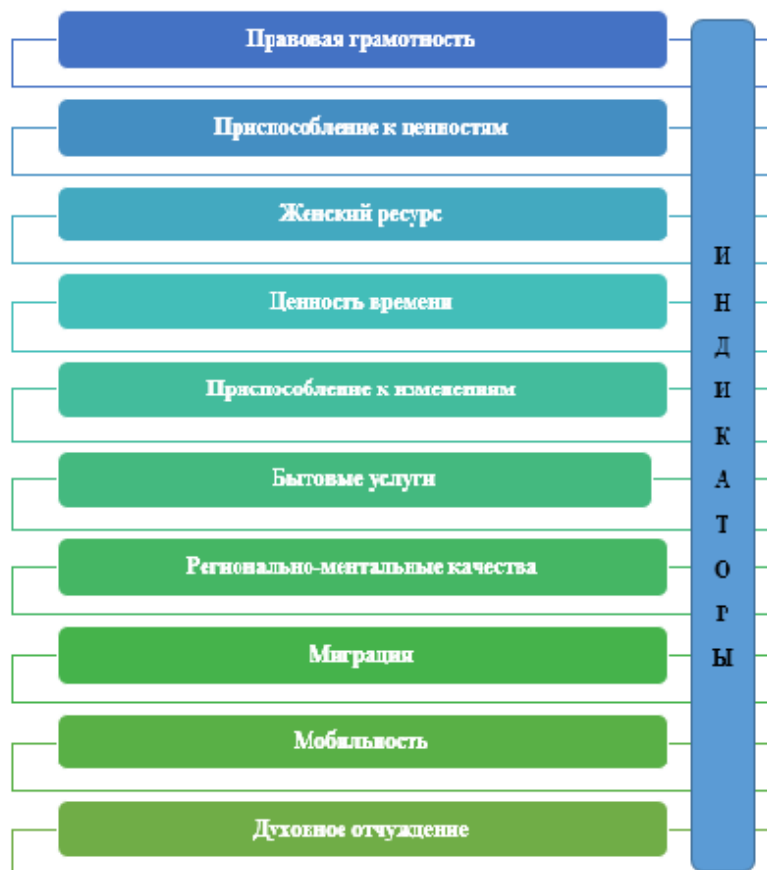 Правовая грамотность
Приспособление к ценностям
Женский ресурс
Ценность времени
Приспособление к изменениям
Бытовые услуги
Регионально-ментальные качества
Миграция
Мобильность
Духовное отчуждение
И
Н
Д
И
К
А
Т
О
Р
Ы